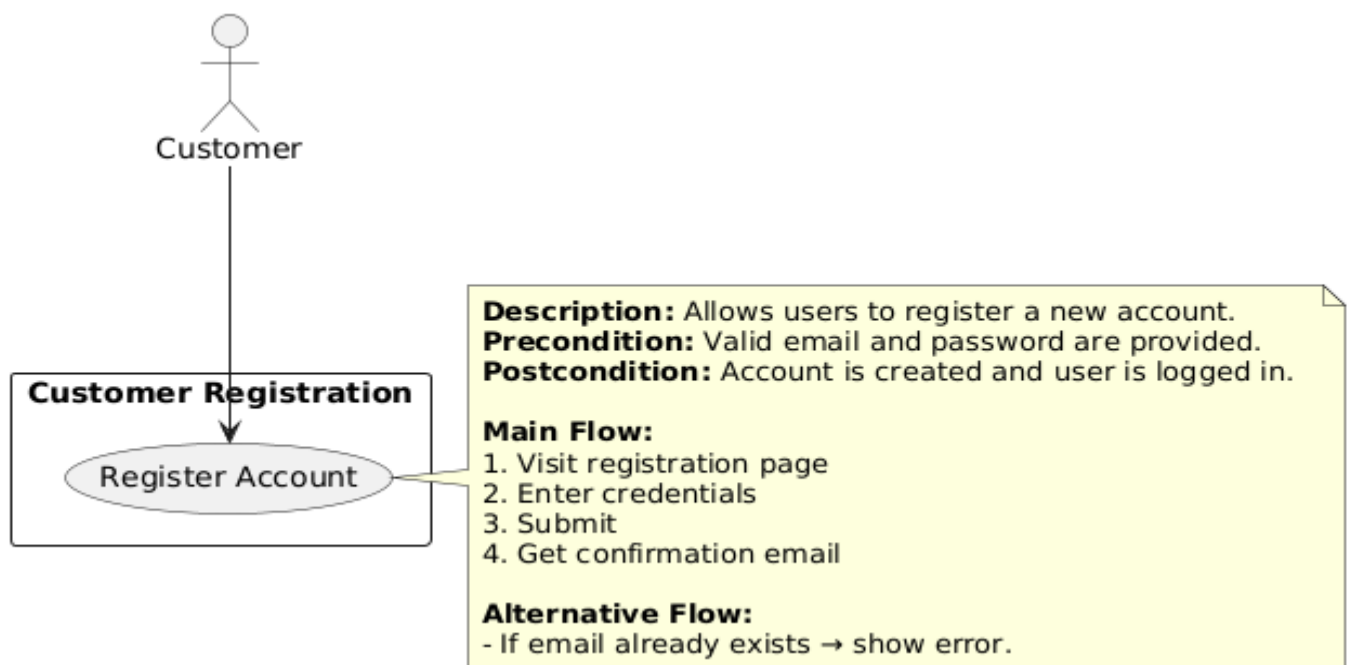 Customer
Customer Registration
Register Account
Description: Allows users to register a new account.
Precondition: Valid email and password are provided.
Postcondition: Account is created and user is logged in.
Main Flow:
1. Visit registration page
2. Enter credentials
3. Submit
4. Get confirmation email
Alternative Flow:
- If email already exists → show error.